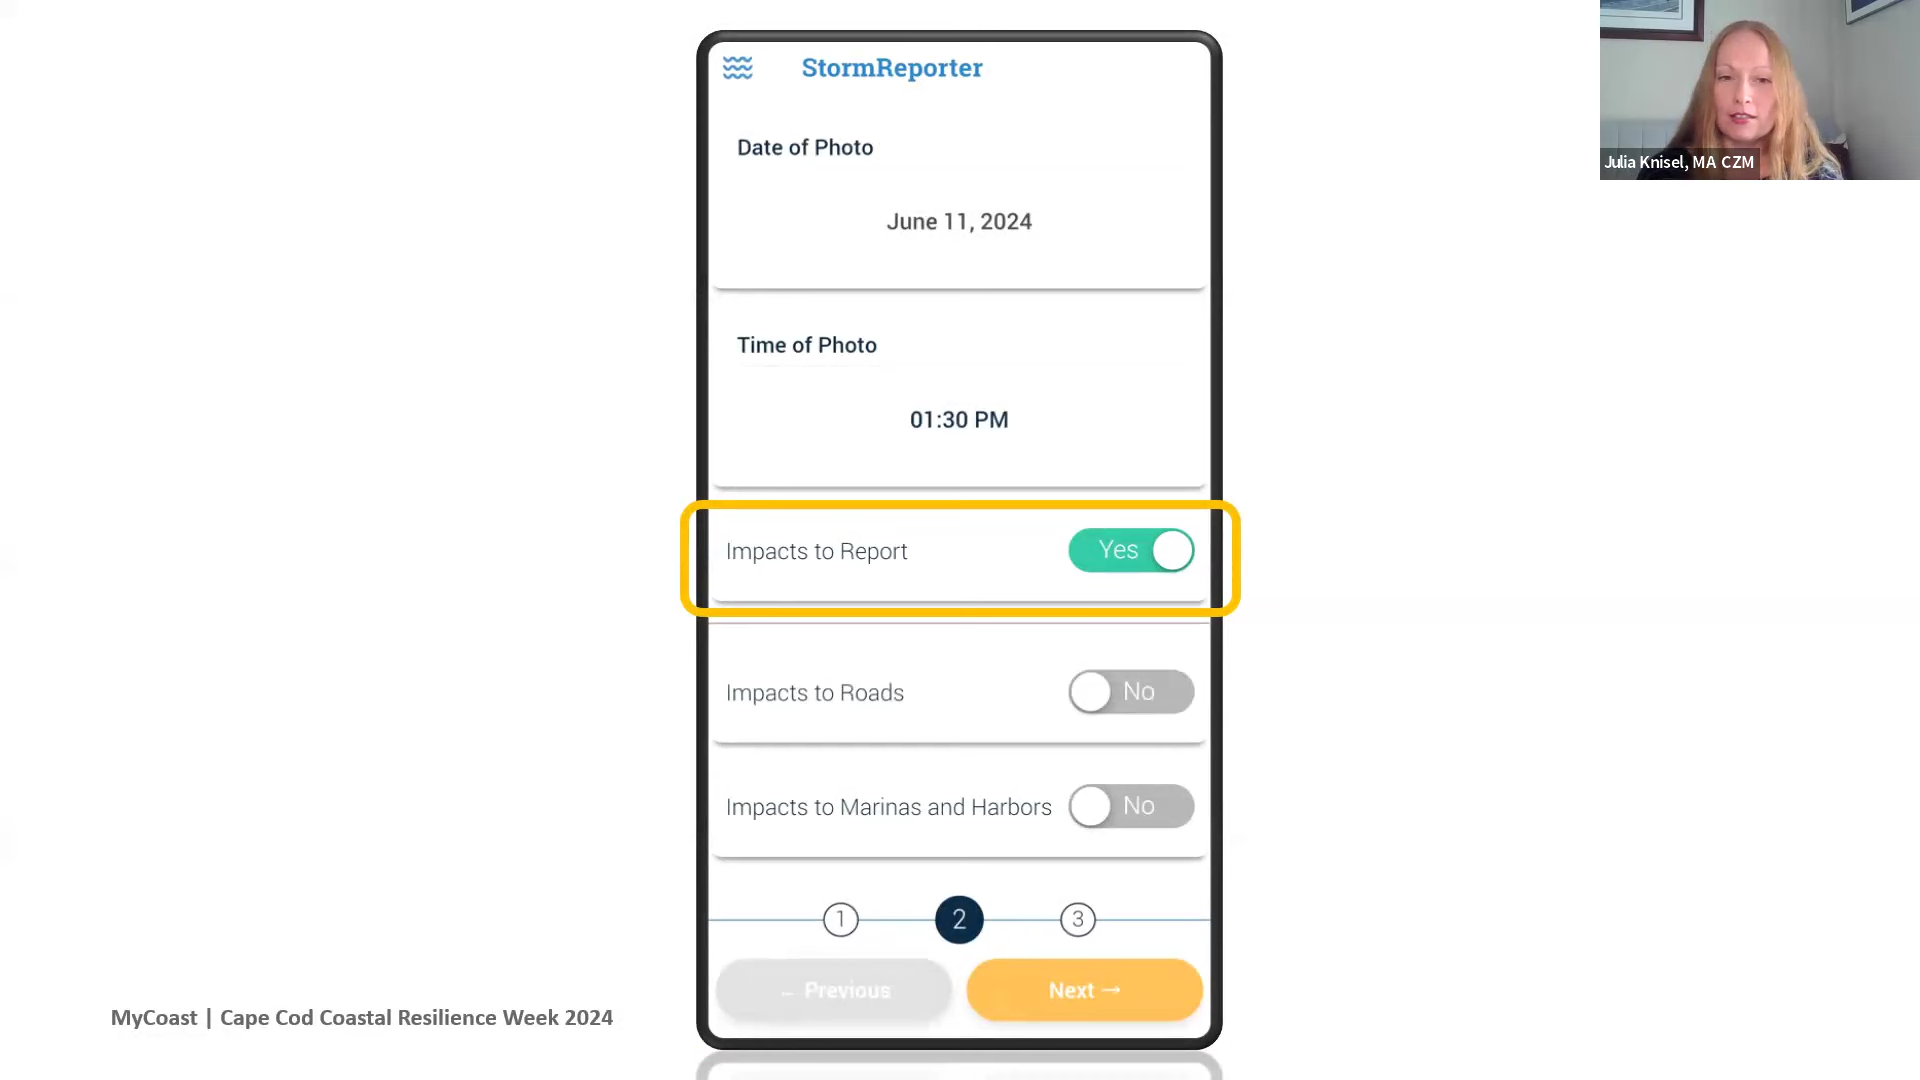 StormReporter
Julia Knisel, MA CZM
Date of Photo
June 11, 2024
Time of Photo
01:30 PM
Impacts to Report
Yes
Impacts to Roads
No
Impacts to Marinas and Harbors
No
1
2
3
← Previous
Next →
MyCoast | Cape Cod Coastal Resilience Week 2024